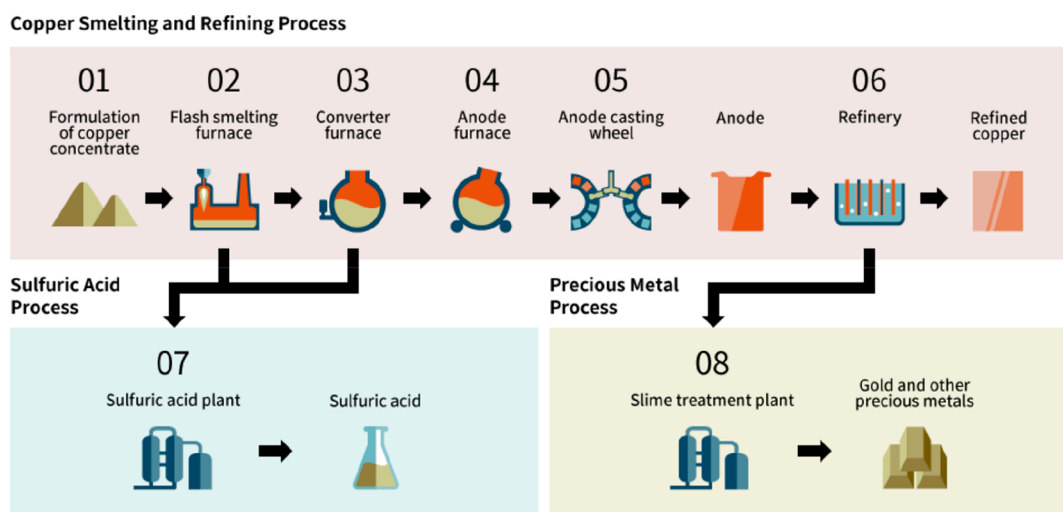 Copper Smelting and Refining Process
01
Formulation
of copper
concentrate
02
Flash smelting
furnace
03
Converter
furnace
04
Anode
furnace
05
Anode casting
wheel
Anode
06
Refinery
Refined
copper
Sulfuric Acid
Process
07
Sulfuric acid plant
Sulfuric acid
Precious Metal
Process
08
Slime treatment plant
Gold and other
precious metals